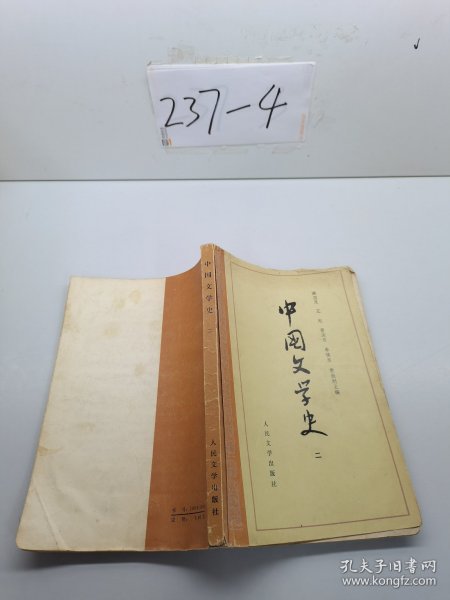 237-4
中国文学史 二
人民文学出版社
中国文学史
二
人民文学出版社
孔夫子旧书网
www.kongfz.com